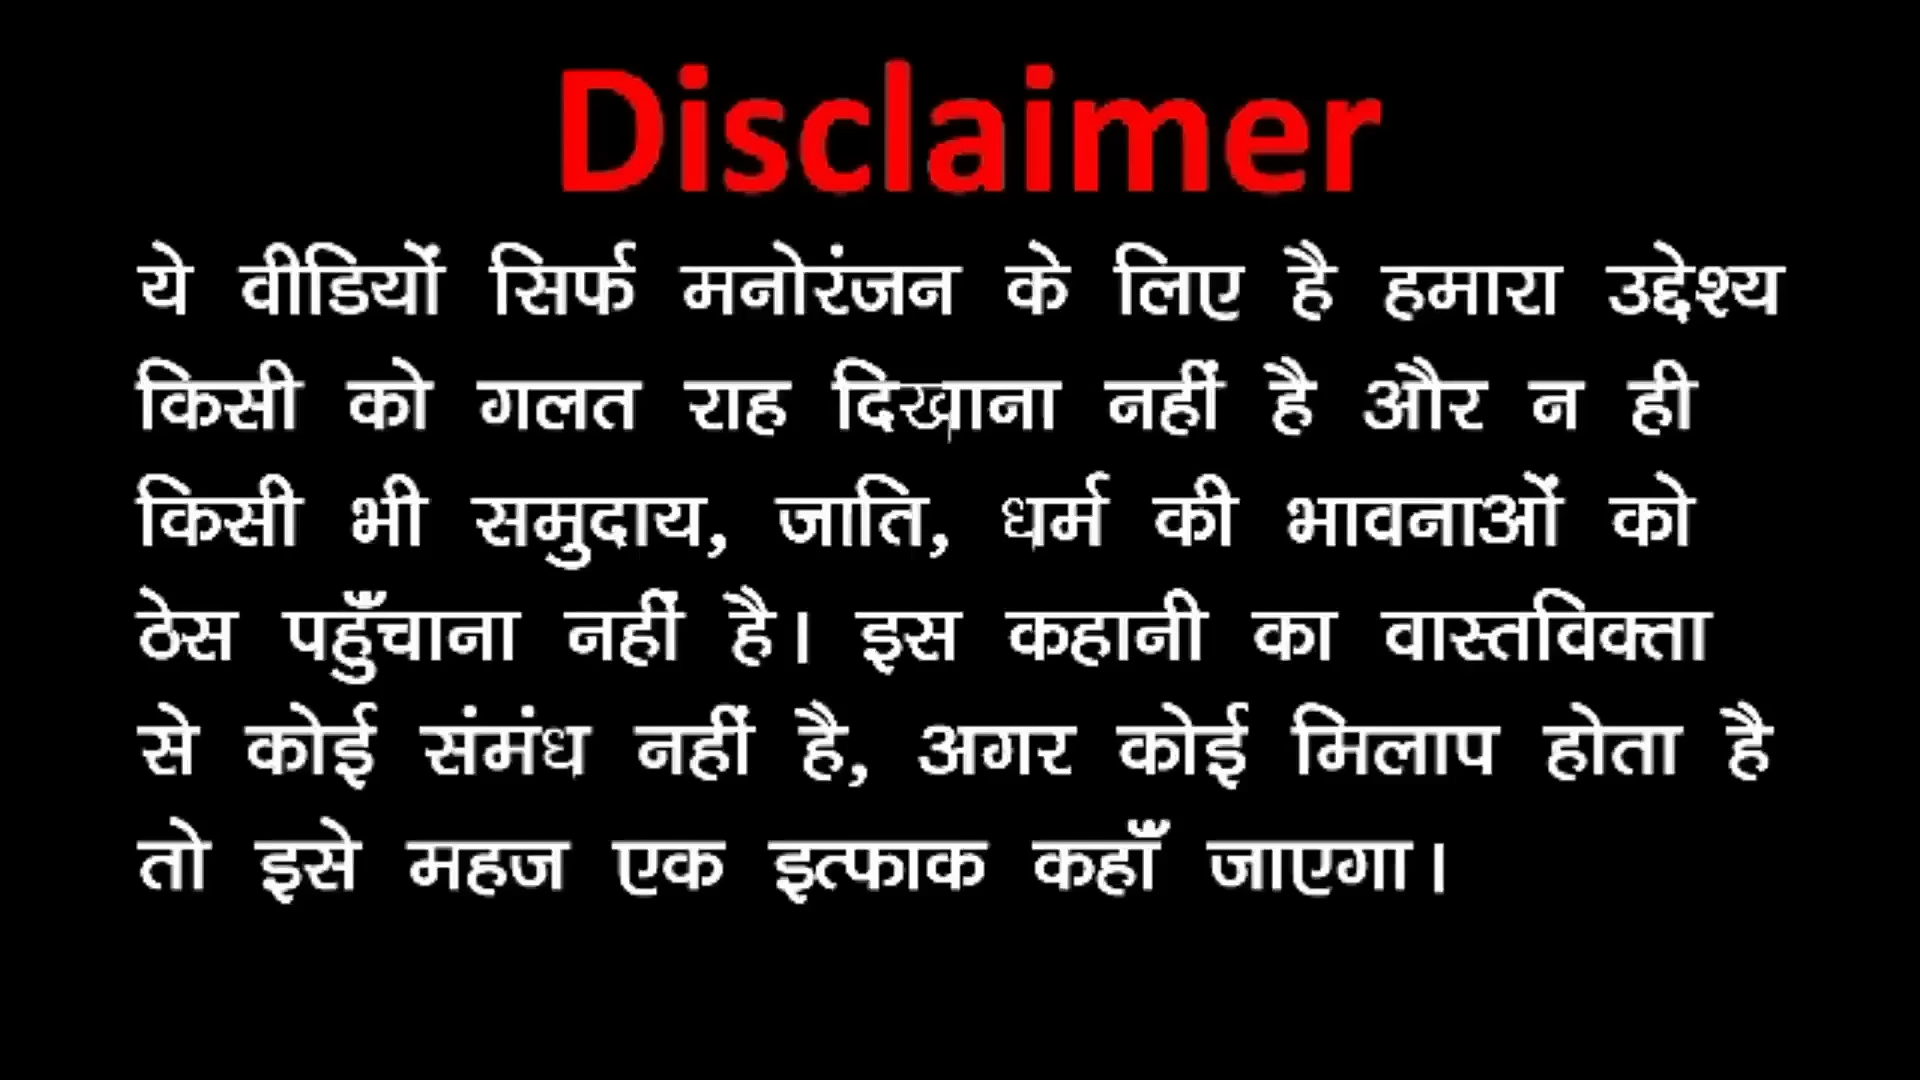 Disclaimer
ये वीडियों सिर्फ मनोरंजन के लिए है हमारा उद्देश्य
किसी को गलत राह दिखाना नहीं है और न ही
किसी भी समुदाय, जाति, धर्म की भावनाओं को
ठेस पहुँचाना नहीं है। इस कहानी का वास्तविक्ता
से कोई संमंध नहीं है, अगर कोई मिलाप होता है
तो इसे महज एक इत्फाक कहाँ जाएगा।